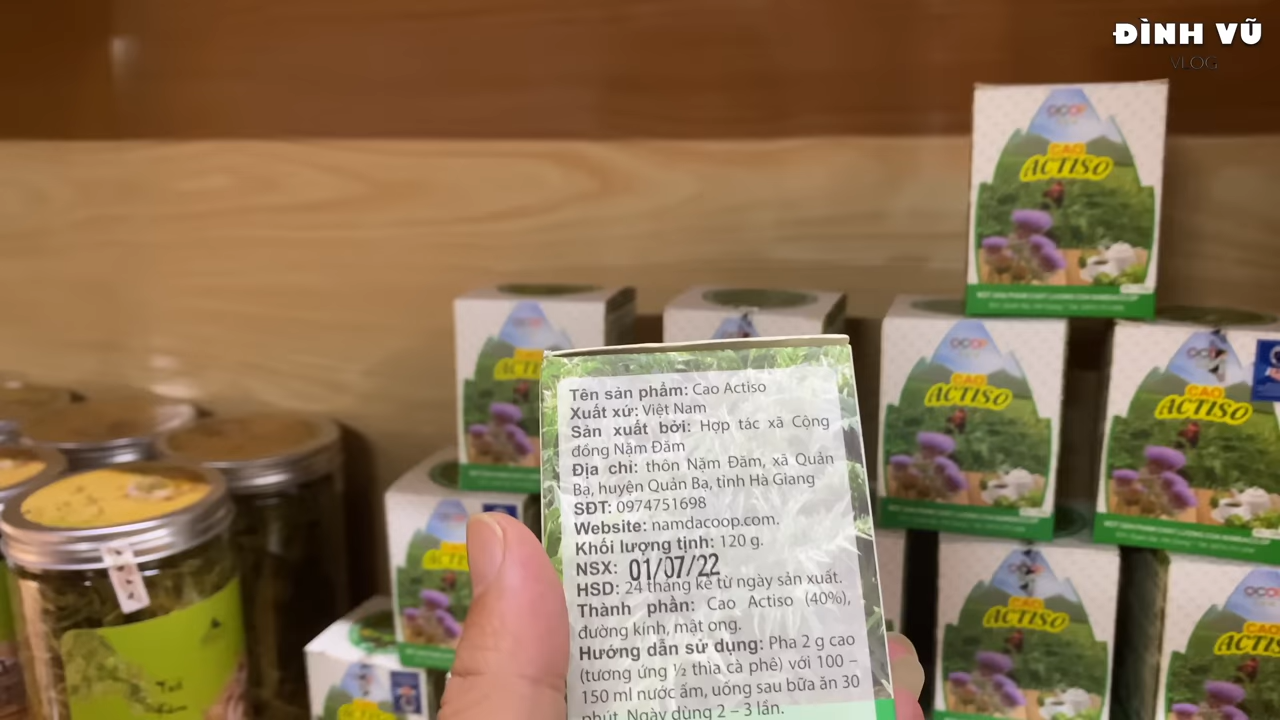 ĐÌNH VŨ
VLOG
OCOP
CAO
ACTISO
Tên sản phẩm: Cao Actiso
Xuất xứ: Việt Nam
Sản xuất bởi: Hợp tác xã Cộng
đồng Nặm Đăm
Địa chỉ: thôn Nặm Đăm, xã Quản
Bạ, huyện Quản Bạ, tỉnh Hà Giang
SĐT: 0974751698
Website: namdacoop.com.
Khối lượng tịnh: 120 g.
NSX: 01/07/22
HSD: 24 tháng kể từ ngày sản xuất.
Thành phần: Cao Actiso (40%),
đường kính, mật ong.
Hướng dẫn sử dụng: Pha 2 g cao
(tương ứng ½ thìa cà phê) với 100 –
150 ml nước ấm, uống sau bữa ăn 30
phút. Ngày dùng 2 – 3 lần.
CAO
ACTISO
OCOP
CAO
ACTISO
CAO
ACTISO
CAO
ACTISO